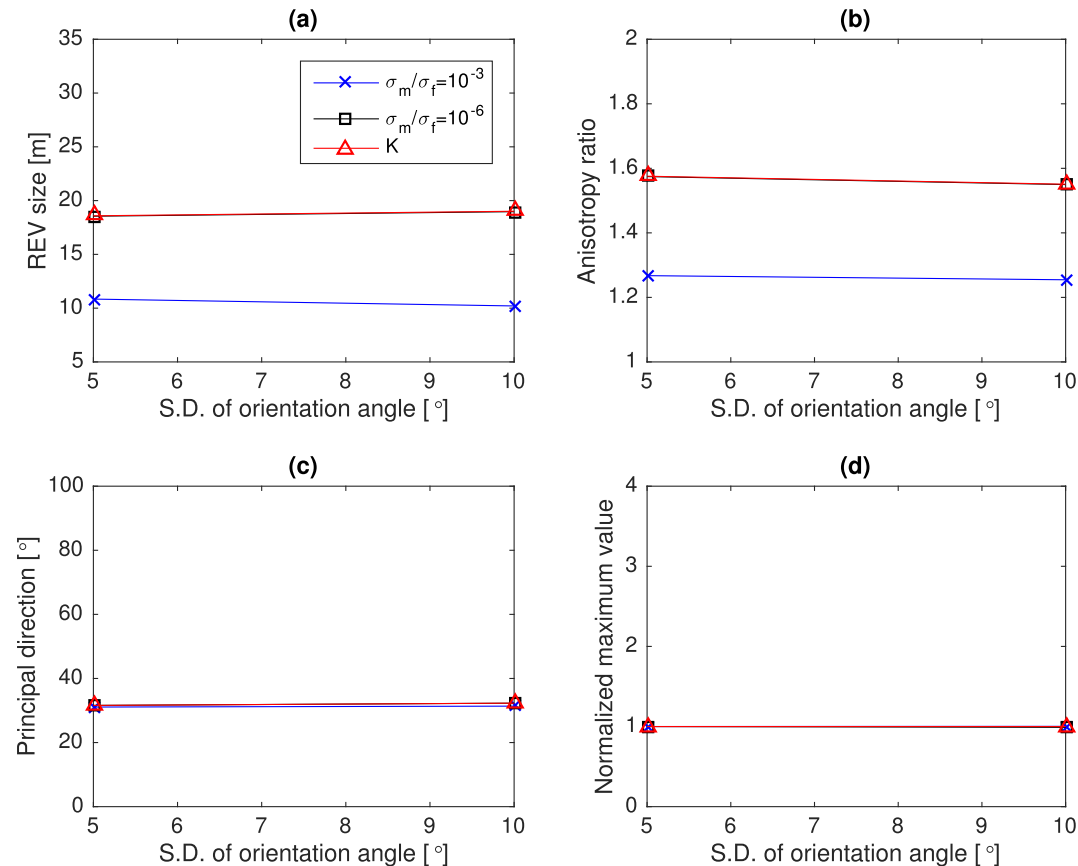 (a)
35
30
25
20
15
10
5
REV size [m]
σm/σf=10-3
σm/σf=10-6
K
5 6 7 8 9 10
S.D. of orientation angle [°]
(b)
2
1.8
1.6
1.4
1.2
1
Anisotropy ratio
5 6 7 8 9 10
S.D. of orientation angle [°]
(c)
100
80
60
40
20
0
Principal direction [°]
5 6 7 8 9 10
S.D. of orientation angle [°]
(d)
4
3
2
1
0
Normalized maximum value
5 6 7 8 9 10
S.D. of orientation angle [°]